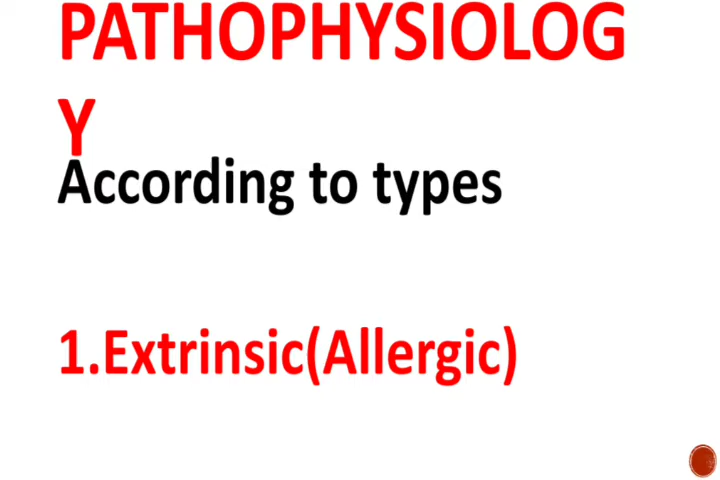 PATHOPHYSIOLOG
Y
According to types
1.Extrinsic(Allergic)